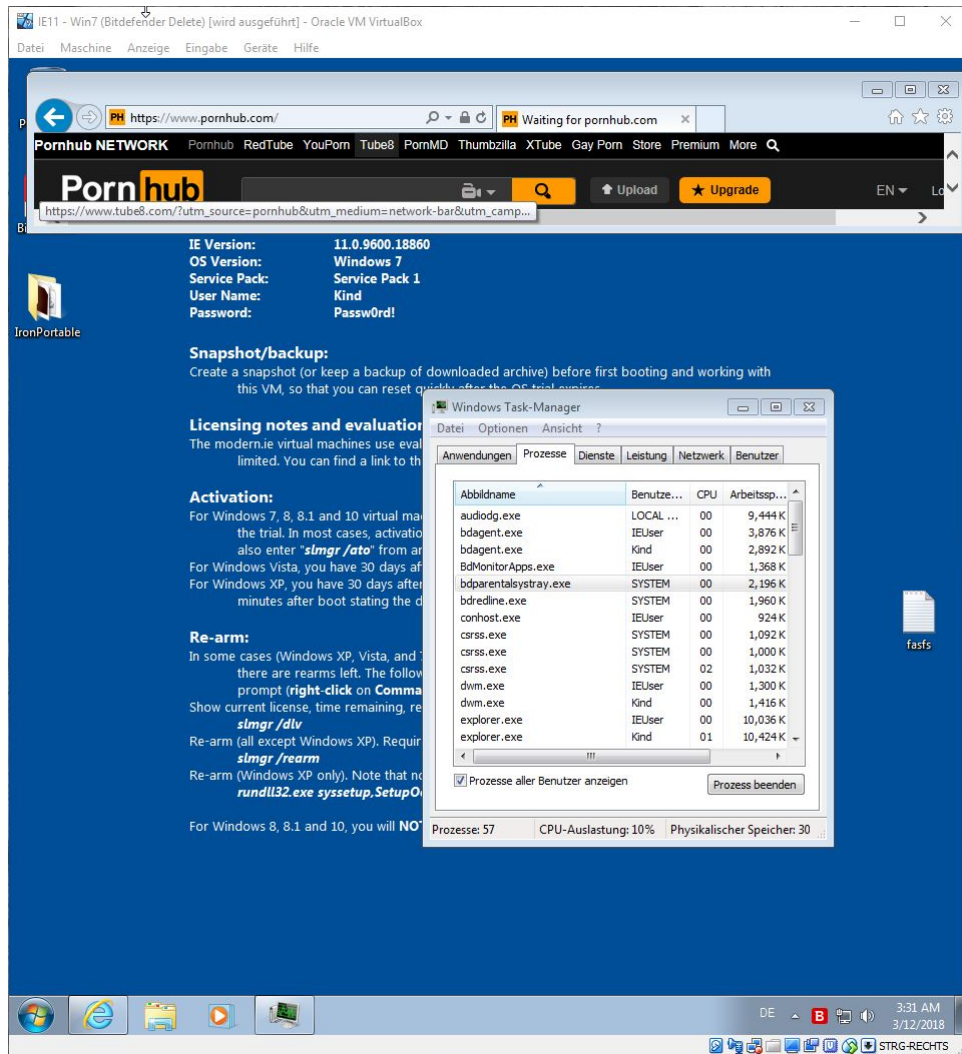 IE11 - Win7 (Bitdefender Delete) [wird ausgeführt] - Oracle VM VirtualBox
Datei Maschine Anzeige Eingabe Geräte Hilfe
PH https://www.pornhub.com/
PH Waiting for pornhub.com
Pornhub NETWORK Pornhub RedTube YouPorn Tube8 PornMD Thumbzilla XTube Gay Porn Store Premium More
Porn hub Upload Upgrade EN
https://www.tube8.com/?utm_source=pornhub&utm_medium=network-bar&utm_camp...
IE Version: 11.0.9600.18860
OS Version: Windows 7
Service Pack: Service Pack 1
User Name: Kind
Password: Passw0rd!
IronPortable
Snapshot/backup:
Create a snapshot (or keep a backup of downloaded archive) before first booting and working with
this VM, so that you can reset quickly after the OS trial expires
Licensing notes and evaluation
The modern.ie virtual machines use eval
limited. You can find a link to th
Activation:
For Windows 7, 8, 8.1 and 10 virtual ma
the trial. In most cases, activatio
also enter "slmgr /ato" from an
For Windows Vista, you have 30 days af
For Windows XP, you have 30 days after
minutes after boot stating the d
Re-arm:
In some cases (Windows XP, Vista, and
there are rearms left. The follow
prompt (right-click on Comma
Show current license, time remaining, re
slmgr /dlv
Re-arm (all except Windows XP). Requir
slmgr /rearm
Re-arm (Windows XP only). Note that no
rundll32.exe syssetup,SetupO
For Windows 8, 8.1 and 10, you will NO
Windows Task-Manager
Datei Optionen Ansicht ?
Anwendungen Prozesse Dienste Leistung Netzwerk Benutzer
Abbildname Benutze... CPU Arbeitssp...
audiodg.exe LOCAL ... 00 9,444 K
bdagent.exe IEUser 00 3,876 K
bdagent.exe Kind 00 2,892 K
BdMonitorApps.exe IEUser 00 1,368 K
bdparentalsystray.exe SYSTEM 00 2,196 K
bdredline.exe SYSTEM 00 1,960 K
conhost.exe IEUser 00 924 K
csrss.exe SYSTEM 00 1,092 K
csrss.exe SYSTEM 00 1,000 K
csrss.exe SYSTEM 02 1,032 K
dwm.exe IEUser 00 1,300 K
dwm.exe Kind 00 1,416 K
explorer.exe IEUser 00 10,036 K
explorer.exe Kind 01 10,424 K
Prozesse aller Benutzer anzeigen
Prozess beenden
Prozesse: 57 CPU-Auslastung: 10% Physikalischer Speicher: 30
fasfs
DE B 3:31 AM
3/12/2018
STRG-RECHTS